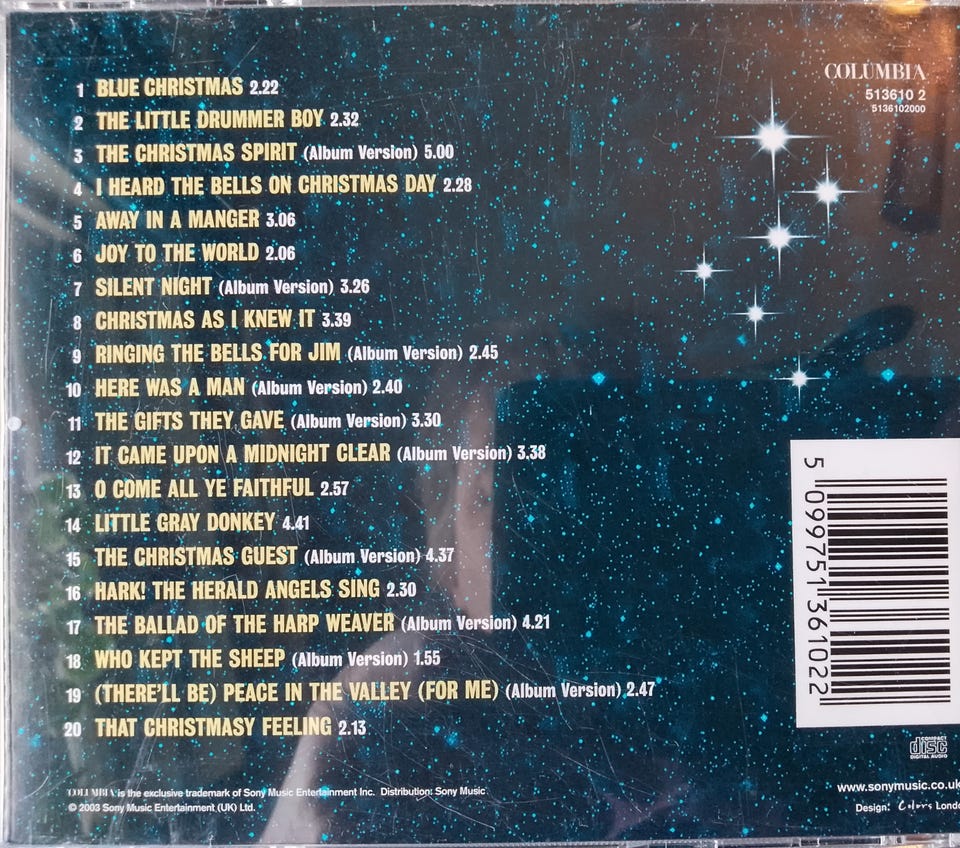 COLUMBIA
513610 2
5136102000
1 BLUE CHRISTMAS 2.22
2 THE LITTLE DRUMMER BOY 2.32
3 THE CHRISTMAS SPIRIT (Album Version) 5.00
4 I HEARD THE BELLS ON CHRISTMAS DAY 2.28
5 AWAY IN A MANGER 3.06
6 JOY TO THE WORLD 2.06
7 SILENT NIGHT (Album Version) 3.26
8 CHRISTMAS AS I KNEW IT 3.39
9 RINGING THE BELLS FOR JIM (Album Version) 2.45
10 HERE WAS A MAN (Album Version) 2.40
11 THE GIFTS THEY GAVE (Album Version) 3.30
12 IT CAME UPON A MIDNIGHT CLEAR (Album Version) 3.38
13 O COME ALL YE FAITHFUL 2.57
14 LITTLE GRAY DONKEY 4.41
15 THE CHRISTMAS GUEST (Album Version) 4.37
16 HARK! THE HERALD ANGELS SING 2.30
17 THE BALLAD OF THE HARP WEAVER (Album Version) 4.21
18 WHO KEPT THE SHEEP (Album Version) 1.55
19 (THERE'LL BE) PEACE IN THE VALLEY (FOR ME) (Album Version) 2.47
20 THAT CHRISTMASY FEELING 2.13
5 099751 361022
COMPACT
disc
DIGITAL AUDIO
COLUMBIA is the exclusive trademark of Sony Music Entertainment Inc. Distribution: Sony Music
© 2003 Sony Music Entertainment (UK) Ltd.
www.sonymusic.co.uk
Design: Colors Londo